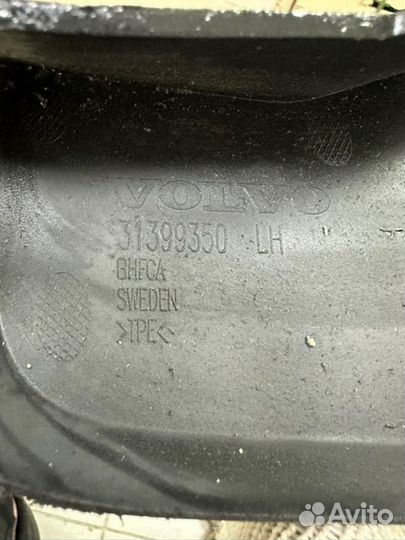 VOLVO
31399350 LH
BHFCA
SWEDEN
>TPE<
Avito